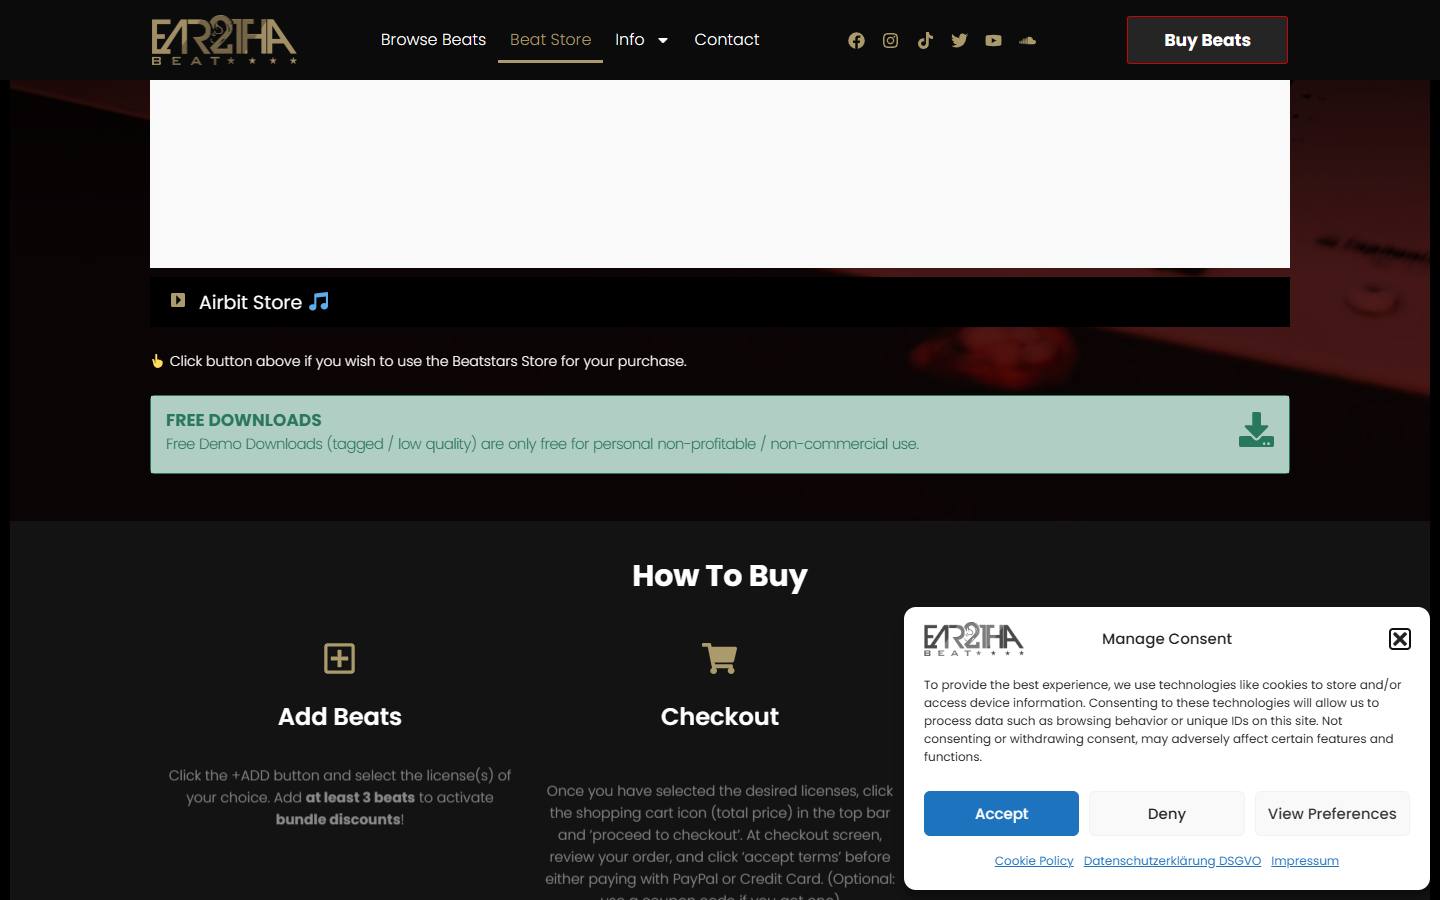 EAR2THA
BEAT★ ★ ★ ★
Browse Beats
Beat Store
Info
Contact
Buy Beats
Airbit Store 🎵
👆 Click button above if you wish to use the Beatstars Store for your purchase.
FREE DOWNLOADS
Free Demo Downloads (tagged / low quality) are only free for personal non-profitable / non-commercial use.
How To Buy
Add Beats
Click the +ADD button and select the license(s) of
your choice. Add at least 3 beats to activate
bundle discounts!
Checkout
Once you have selected the desired licenses, click
the shopping cart icon (total price) in the top bar
and ‘proceed to checkout’. At checkout screen,
review your order, and click ‘accept terms’ before
either paying with PayPal or Credit Card. (Optional:
use a coupon code if you got one)
EAR2THA
BEAT★ ★ ★ ★
Manage Consent
To provide the best experience, we use technologies like cookies to store and/or
access device information. Consenting to these technologies will allow us to
process data such as browsing behavior or unique IDs on this site. Not
consenting or withdrawing consent, may adversely affect certain features and
functions.
Accept
Deny
View Preferences
Cookie Policy
Datenschutzerklärung DSGVO
Impressum